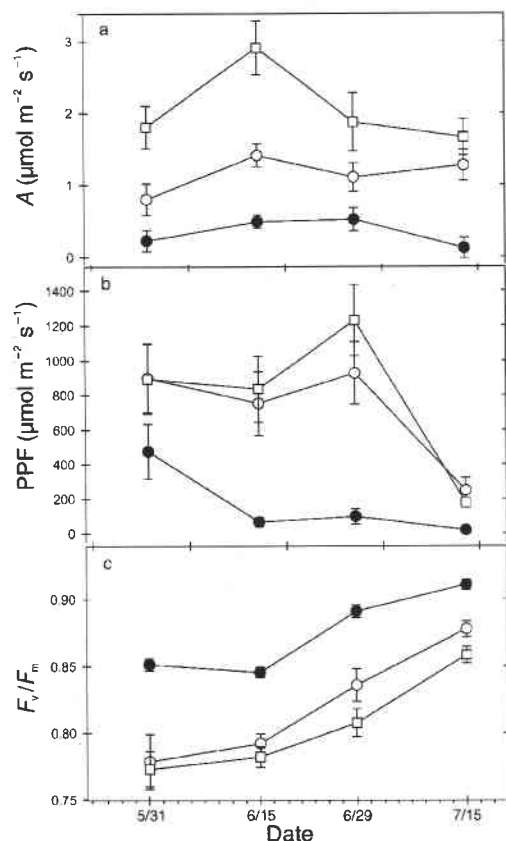 a
3
2
1
0
A (μmol m⁻² s⁻¹)
b
1400
1200
1000
800
600
400
200
0
PPF (μmol m⁻² s⁻¹)
c
0.90
0.85
0.80
0.75
Fᵥ/Fₘ
5/31 6/15 6/29 7/15
Date